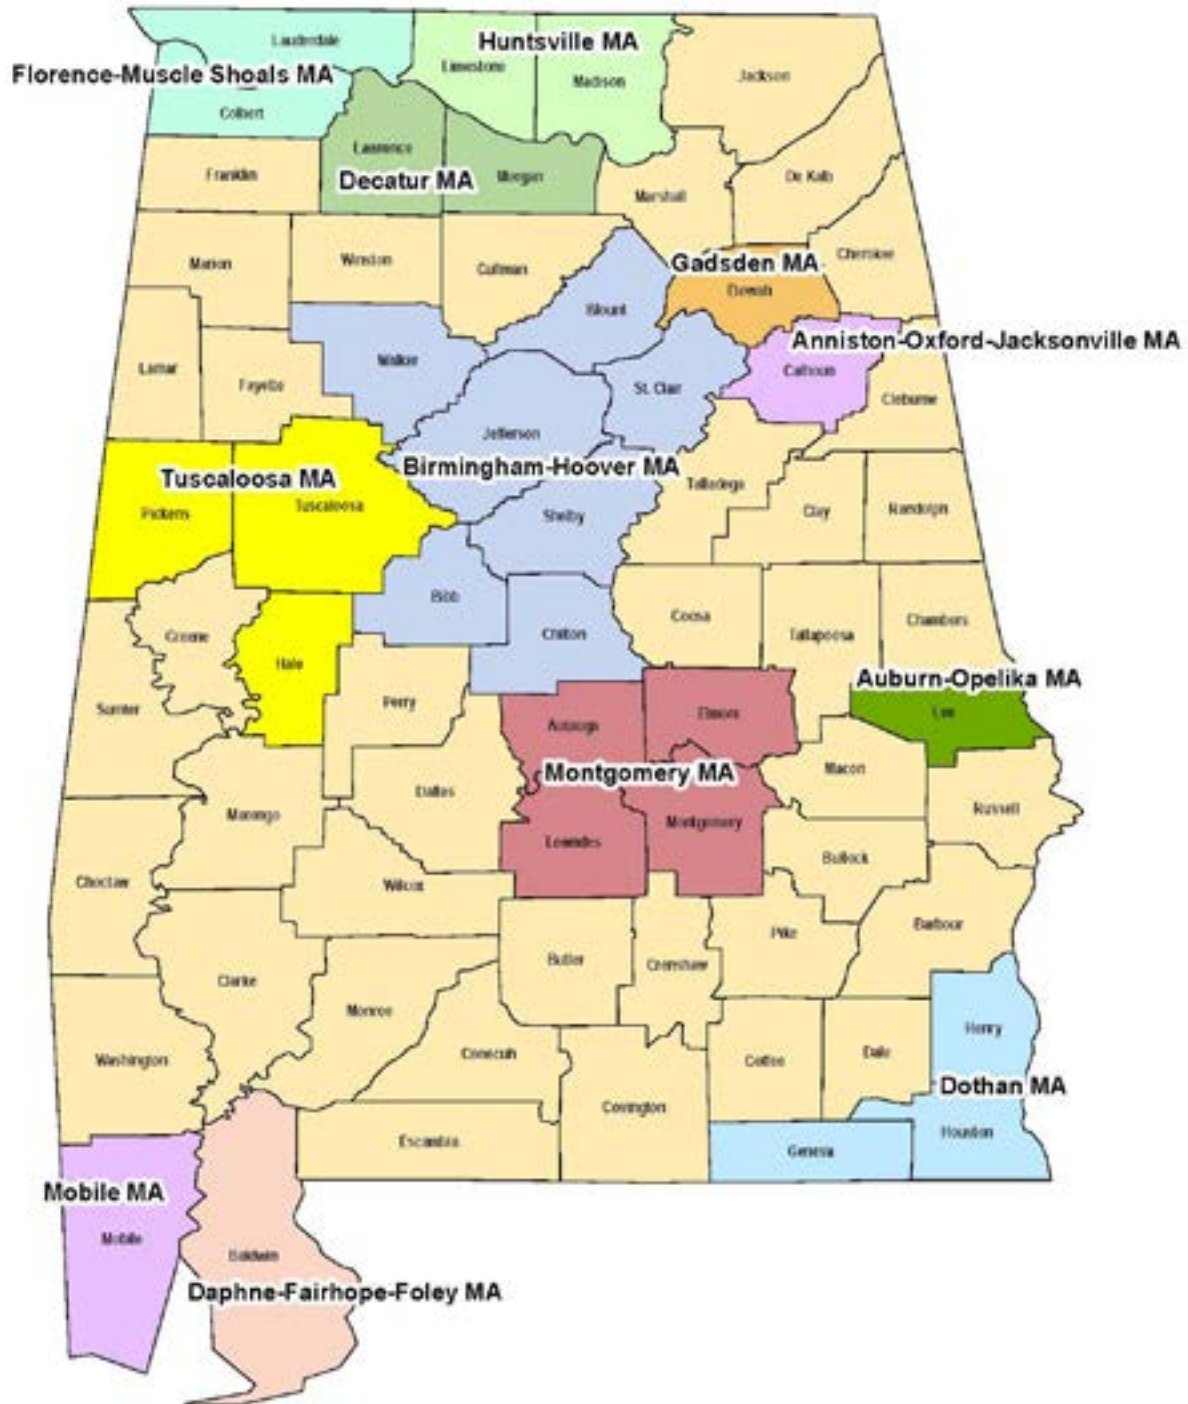 Lauderdale
Huntsville MA
Florence-Muscle Shoals MA
Limestone
Madison
Jackson
Colbert
Lawrence
Franklin
Decatur MA
Morgan
De Kalb
Marshall
Marion
Winston
Cullman
Gadsden MA
Cherokee
Etowah
Blount
Anniston-Oxford-Jacksonville MA
Walker
Lamar
Fayette
St. Clair
Calhoun
Cleburne
Jefferson
Tuscaloosa MA
Birmingham-Hoover MA
Talladega
Pickens
Tuscaloosa
Shelby
Clay
Randolph
Bibb
Greene
Chilton
Coosa
Tallapoosa
Chambers
Hale
Auburn-Opelika MA
Sumter
Perry
Autauga
Elmore
Lee
Montgomery MA
Macon
Dallas
Marengo
Montgomery
Russell
Lowndes
Bullock
Choctaw
Wilcox
Pike
Barbour
Butler
Crenshaw
Clarke
Monroe
Henry
Washington
Conecuh
Coffee
Dale
Dothan MA
Covington
Escambia
Geneva
Houston
Mobile MA
Mobile
Baldwin
Daphne-Fairhope-Foley MA